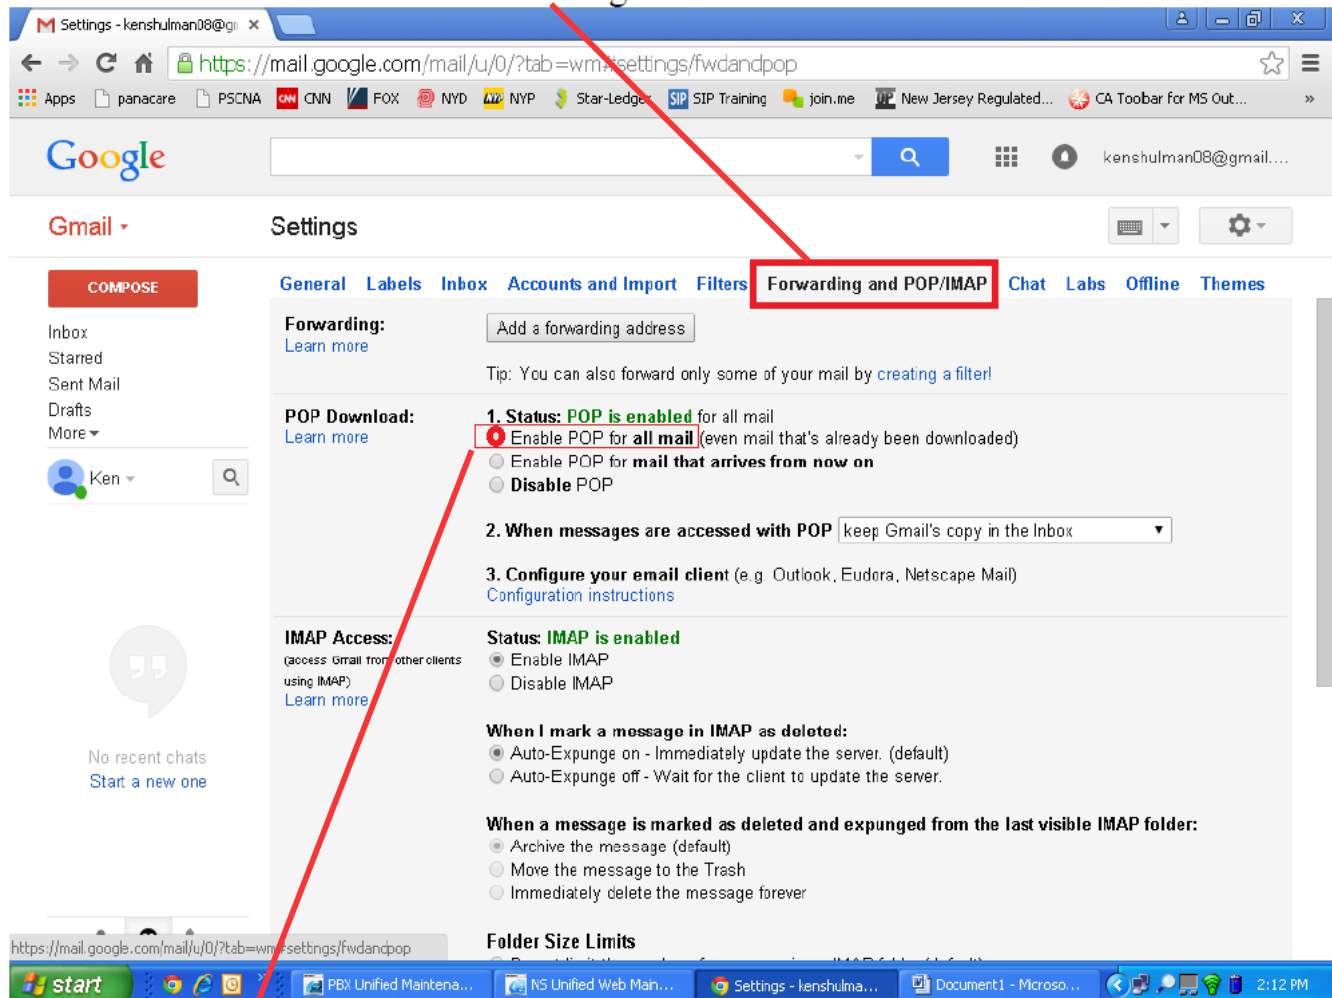 Settings - kenshulman08@gm
https://mail.google.com/mail/u/0/?tab=wm#settings/fwdandpop
Apps panacare PSCNA CNN CNN FOX NYD NYP Star-Ledger SIP SIP Training join.me New Jersey Regulated... CA Toolbar for MS Out... »
Google
kenshulman08@gmail....
Gmail
Settings
COMPOSE
General Labels Inbox Accounts and Import Filters Forwarding and POP/IMAP Chat Labs Offline Themes
Inbox
Starred
Sent Mail
Drafts
More
Ken
Forwarding:
Learn more
Add a forwarding address
Tip: You can also forward only some of your mail by creating a filter!
POP Download:
Learn more
1. Status: POP is enabled for all mail
Enable POP for all mail (even mail that's already been downloaded)
Enable POP for mail that arrives from now on
Disable POP
2. When messages are accessed with POP keep Gmail's copy in the Inbox
3. Configure your email client (e.g. Outlook, Eudora, Netscape Mail)
Configuration instructions
IMAP Access:
(access Gmail from other clients
using IMAP)
Learn more
Status: IMAP is enabled
Enable IMAP
Disable IMAP
When I mark a message in IMAP as deleted:
Auto-Expunge on - Immediately update the server. (default)
Auto-Expunge off - Wait for the client to update the server.
When a message is marked as deleted and expunged from the last visible IMAP folder:
Archive the message (default)
Move the message to the Trash
Immediately delete the message forever
Folder Size Limits
No recent chats
Start a new one
https://mail.google.com/mail/u/0/?tab=wm#settings/fwdandpop
start
PBX Unified Maintena...
NS Unified Web Main...
Settings - kenshulma...
Document1 - Microso...
2:12 PM